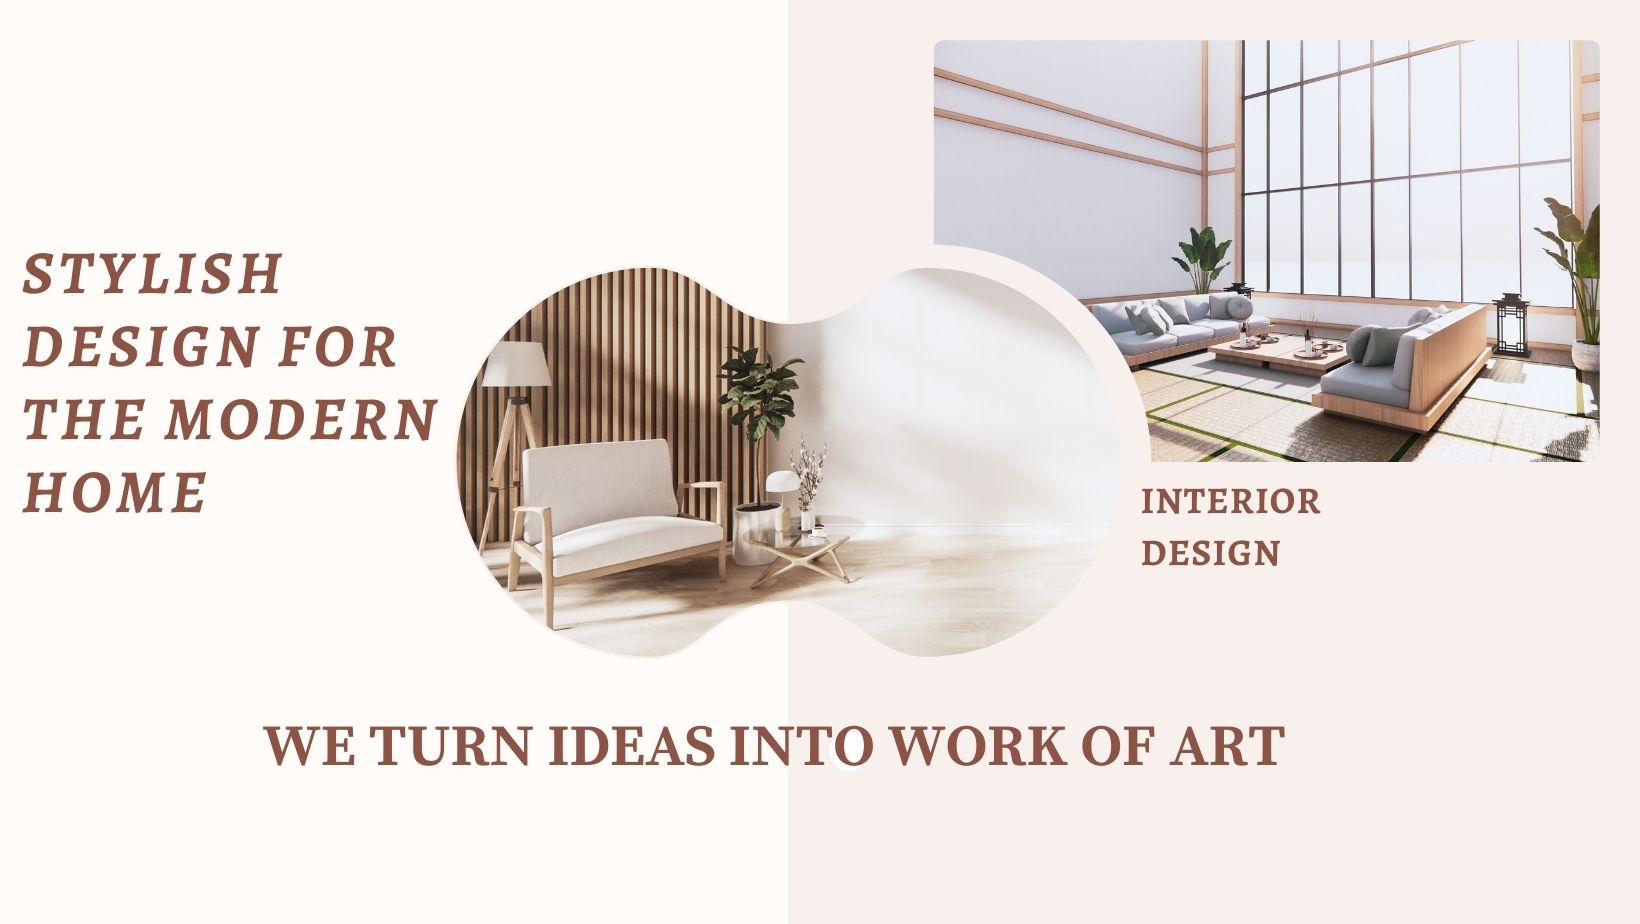 STYLISH
DESIGN FOR
THE MODERN
HOME
INTERIOR
DESIGN
WE TURN IDEAS INTO WORK OF ART